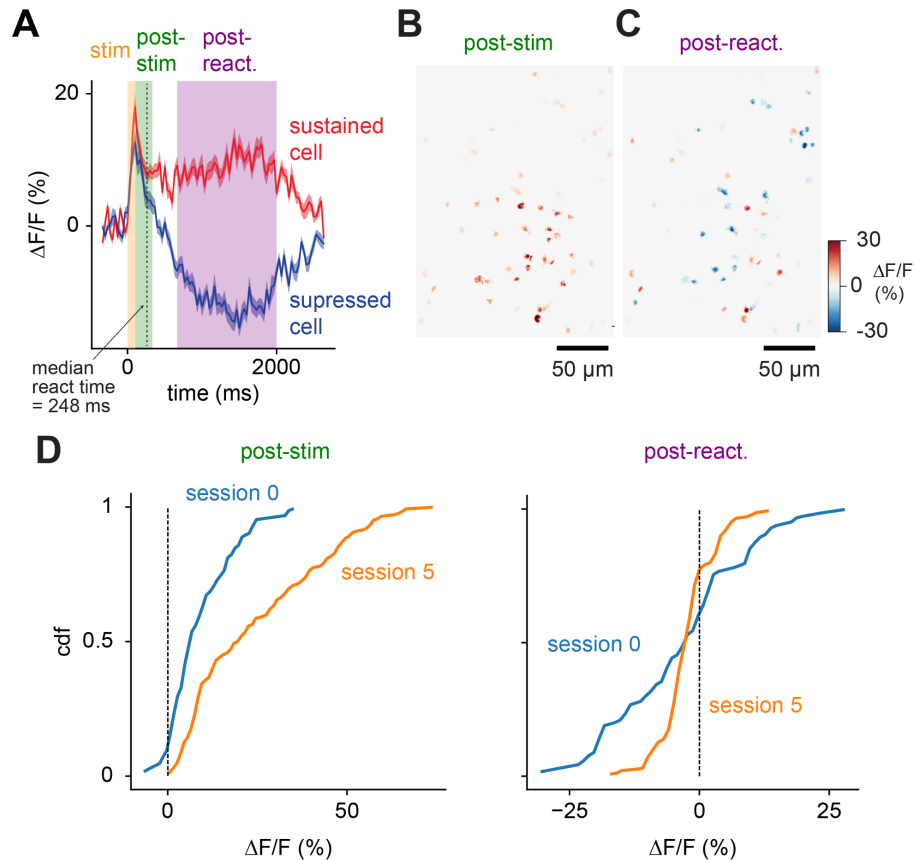 A
stim
post-
stim
post-
react.
20
0
ΔF/F (%)
sustained
cell
supressed
cell
median
react time
= 248 ms
0
2000
time (ms)
B
post-stim
50 µm
C
post-react.
50 µm
30
0
-30
ΔF/F
(%)
D
post-stim
session 0
session 5
1
0.5
0
cdf
0
50
ΔF/F (%)
post-react.
session 0
session 5
−25
0
25
ΔF/F (%)